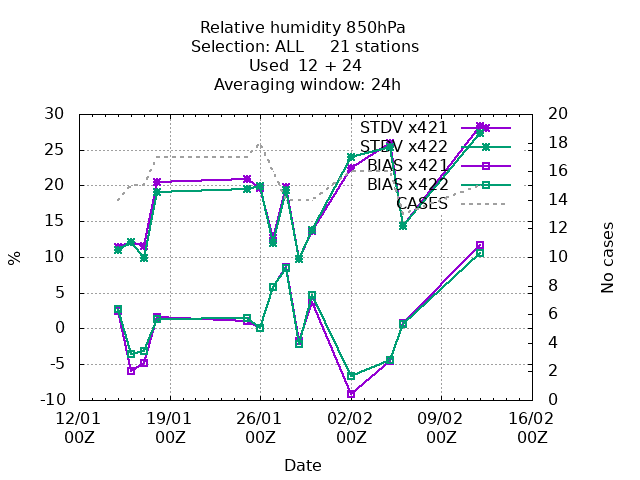 Relative humidity 850hPa
Selection: ALL 21 stations
Used 12 + 24
Averaging window: 24h
STDV x421
STDV x422
BIAS x421
BIAS x422
CASES
30
25
20
15
10
5
0
-5
-10
%
20
18
16
14
12
10
8
6
4
2
0
No cases
12/01 19/01 26/01 02/02 09/02 16/02
00Z 00Z 00Z 00Z 00Z 00Z
Date